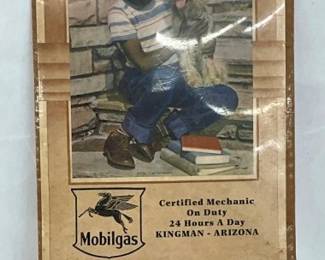 Certified Mechanic
On Duty
24 Hours A Day
KINGMAN - ARIZONA
Mobilgas